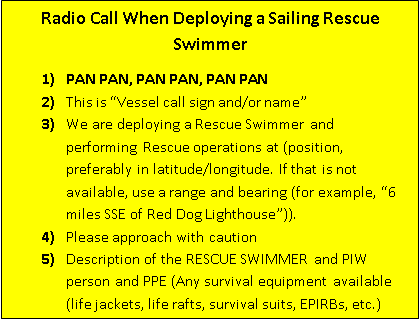 Radio Call When Deploying a Sailing Rescue
Swimmer
1) PAN PAN, PAN PAN, PAN PAN
2) This is “Vessel call sign and/or name”
3) We are deploying a Rescue Swimmer and
performing Rescue operations at (position,
preferably in latitude/longitude. If that is not
available, use a range and bearing (for example, “6
miles SSE of Red Dog Lighthouse”)).
4) Please approach with caution
5) Description of the RESCUE SWIMMER and PIW
person and PPE (Any survival equipment available
(life jackets, life rafts, survival suits, EPIRBs, etc.)